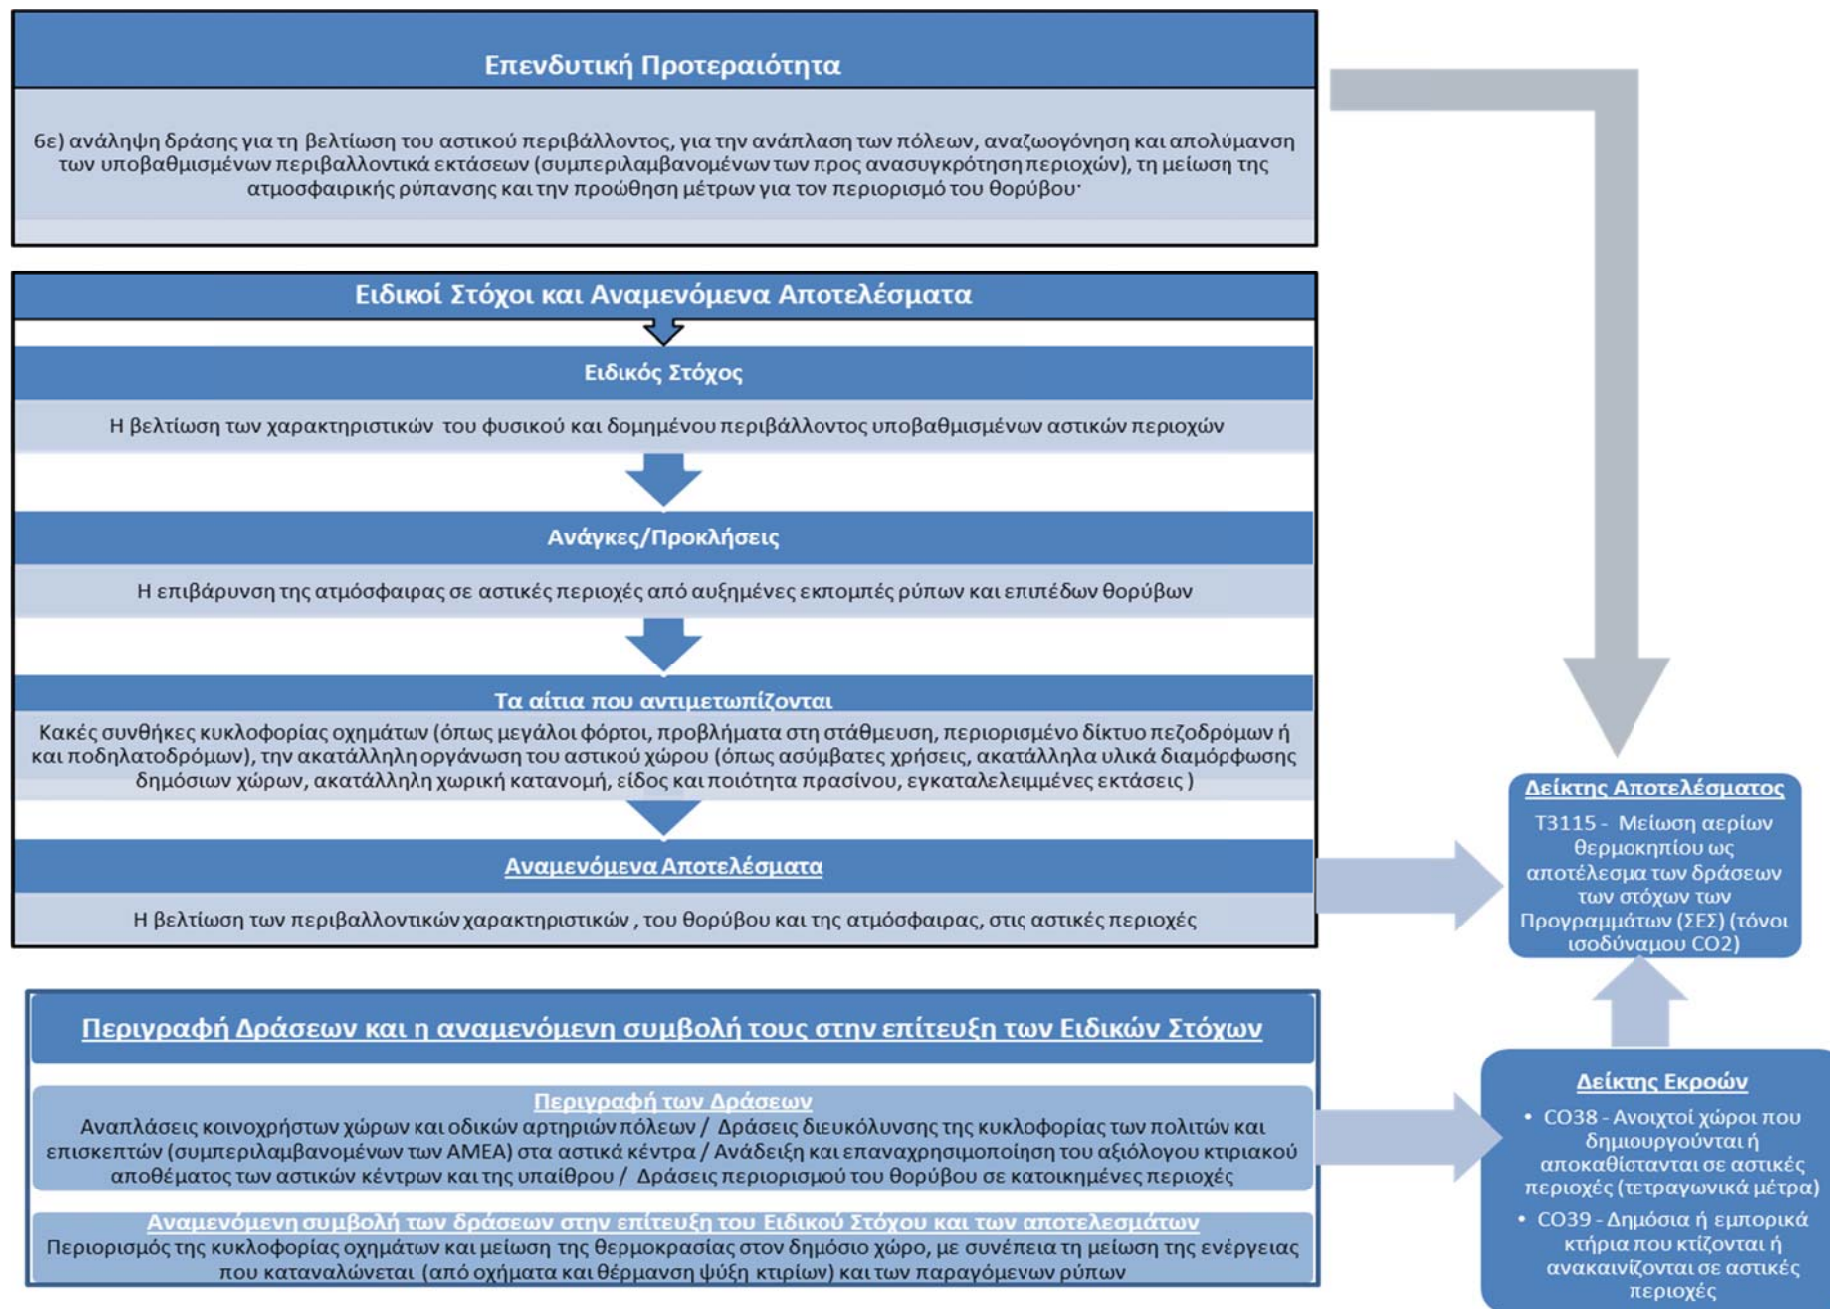 Επενδυτική Προτεραιότητα
6ε) ανάληψη δράσης για τη βελτίωση του αστικού περιβάλλοντος, για την ανάπλαση των πόλεων, αναζωογόνηση και απολύμανση
των υποβαθμισμένων περιβαλλοντικά εκτάσεων (συμπεριλαμβανομένων των προς ανασυγκρότηση περιοχών), τη μείωση της
ατμοσφαιρικής ρύπανσης και την προώθηση μέτρων για τον περιορισμό του θορύβου·
Ειδικοί Στόχοι και Αναμενόμενα Αποτελέσματα
Ειδικός Στόχος
Η βελτίωση των χαρακτηριστικών του φυσικού και δομημένου περιβάλλοντος υποβαθμισμένων αστικών περιοχών
Ανάγκες/Προκλήσεις
Η επιβάρυνση της ατμόσφαιρας σε αστικές περιοχές από αυξημένες εκπομπές ρύπων και επιπέδων θορύβων
Τα αίτια που αντιμετωπίζονται
Κακές συνθήκες κυκλοφορίας οχημάτων (όπως μεγάλοι φόρτοι, προβλήματα στη στάθμευση, περιορισμένο δίκτυο πεζοδρόμων ή
και ποδηλατοδρόμων), την ακατάλληλη οργάνωση του αστικού χώρου (όπως ασύμβατες χρήσεις, ακατάλληλα υλικά διαμόρφωσης
δημόσιων χώρων, ακατάλληλη χωρική κατανομή, είδος και ποιότητα πρασίνου, εγκαταλελειμμένες εκτάσεις )
Αναμενόμενα Αποτελέσματα
Η βελτίωση των περιβαλλοντικών χαρακτηριστικών , του θορύβου και της ατμόσφαιρας, στις αστικές περιοχές
Δείκτης Αποτελέσματος
Τ3115 - Μείωση αερίων
θερμοκηπίου ως
αποτέλεσμα των δράσεων
των στόχων των
Προγραμμάτων (ΣΕΣ) (τόνοι
ισοδύναμου CO2)
Περιγραφή Δράσεων και η αναμενόμενη συμβολή τους στην επίτευξη των Ειδικών Στόχων
Περιγραφή των Δράσεων
Αναπλάσεις κοινοχρήστων χώρων και οδικών αρτηριών πόλεων / Δράσεις διευκόλυνσης της κυκλοφορίας των πολιτών και
επισκεπτών (συμπεριλαμβανομένων των ΑΜΕΑ) στα αστικά κέντρα / Ανάδειξη και επαναχρησιμοποίηση του αξιόλογου κτιριακού
αποθέματος των αστικών κέντρων και της υπαίθρου / Δράσεις περιορισμού του θορύβου σε κατοικημένες περιοχές
Αναμενόμενη συμβολή των δράσεων στην επίτευξη του Ειδικού Στόχου και των αποτελεσμάτων
Περιορισμός της κυκλοφορίας οχημάτων και μείωση της θερμοκρασίας στον δημόσιο χώρο, με συνέπεια τη μείωση της ενέργειας
που καταναλώνεται (από οχήματα και θέρμανση ψύξη κτιρίων) και των παραγόμενων ρύπων
Δείκτης Εκροών
• CO38 - Ανοιχτοί χώροι που
δημιουργούνται ή
αποκαθίστανται σε αστικές
περιοχές (τετραγωνικά μέτρα)
• CO39 - Δημόσια ή εμπορικά
κτήρια που κτίζονται ή
ανακαινίζονται σε αστικές
περιοχές